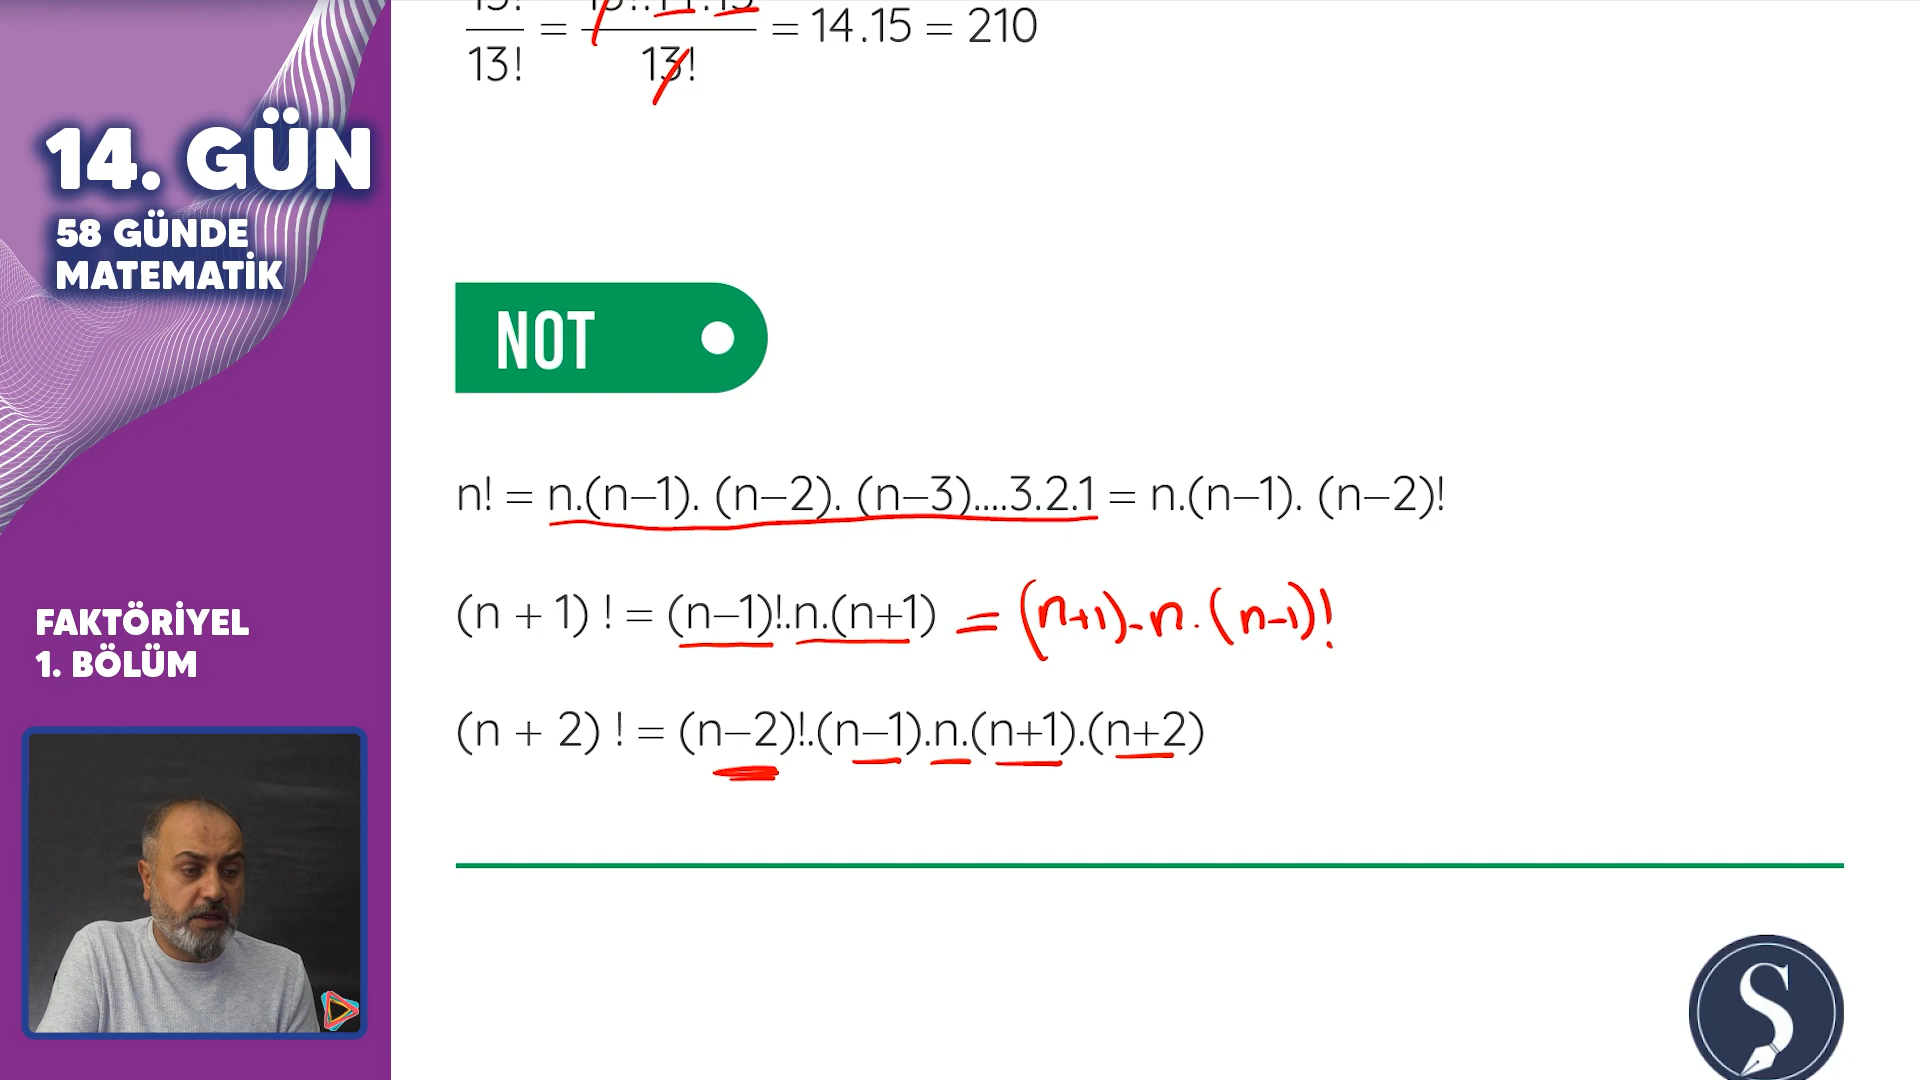 14. GÜN
58 GÜNDE
MATEMATİK
FAKTÖRİYEL
1. BÖLÜM
13! = 13! = 14.15 = 210
NOT
n! = n.(n–1). (n–2). (n–3)....3.2.1 = n.(n–1). (n–2)!
(n + 1) ! = (n–1)!.n.(n+1) = (n+1).n.(n-1)!
(n + 2) ! = (n–2)!.(n–1).n.(n+1).(n+2)
S